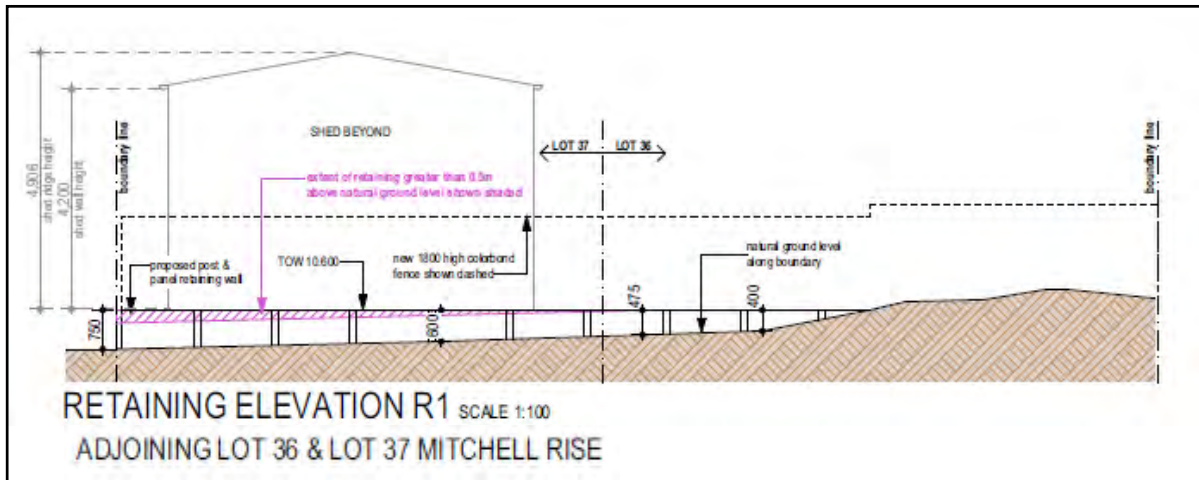 4,906
shed ridge height
4,200
shed wall height
boundary line
SHED BEYOND
LOT 37
LOT 36
boundary line
extent of retaining greater than 0.5m
above natural ground level shown shaded
proposed post &
panel retaining wall
TOW 10.600
new 1800 high colorbond
fence shown dashed
natural ground level
along boundary
750
600
475
400
RETAINING ELEVATION R1 SCALE 1:100
ADJOINING LOT 36 & LOT 37 MITCHELL RISE